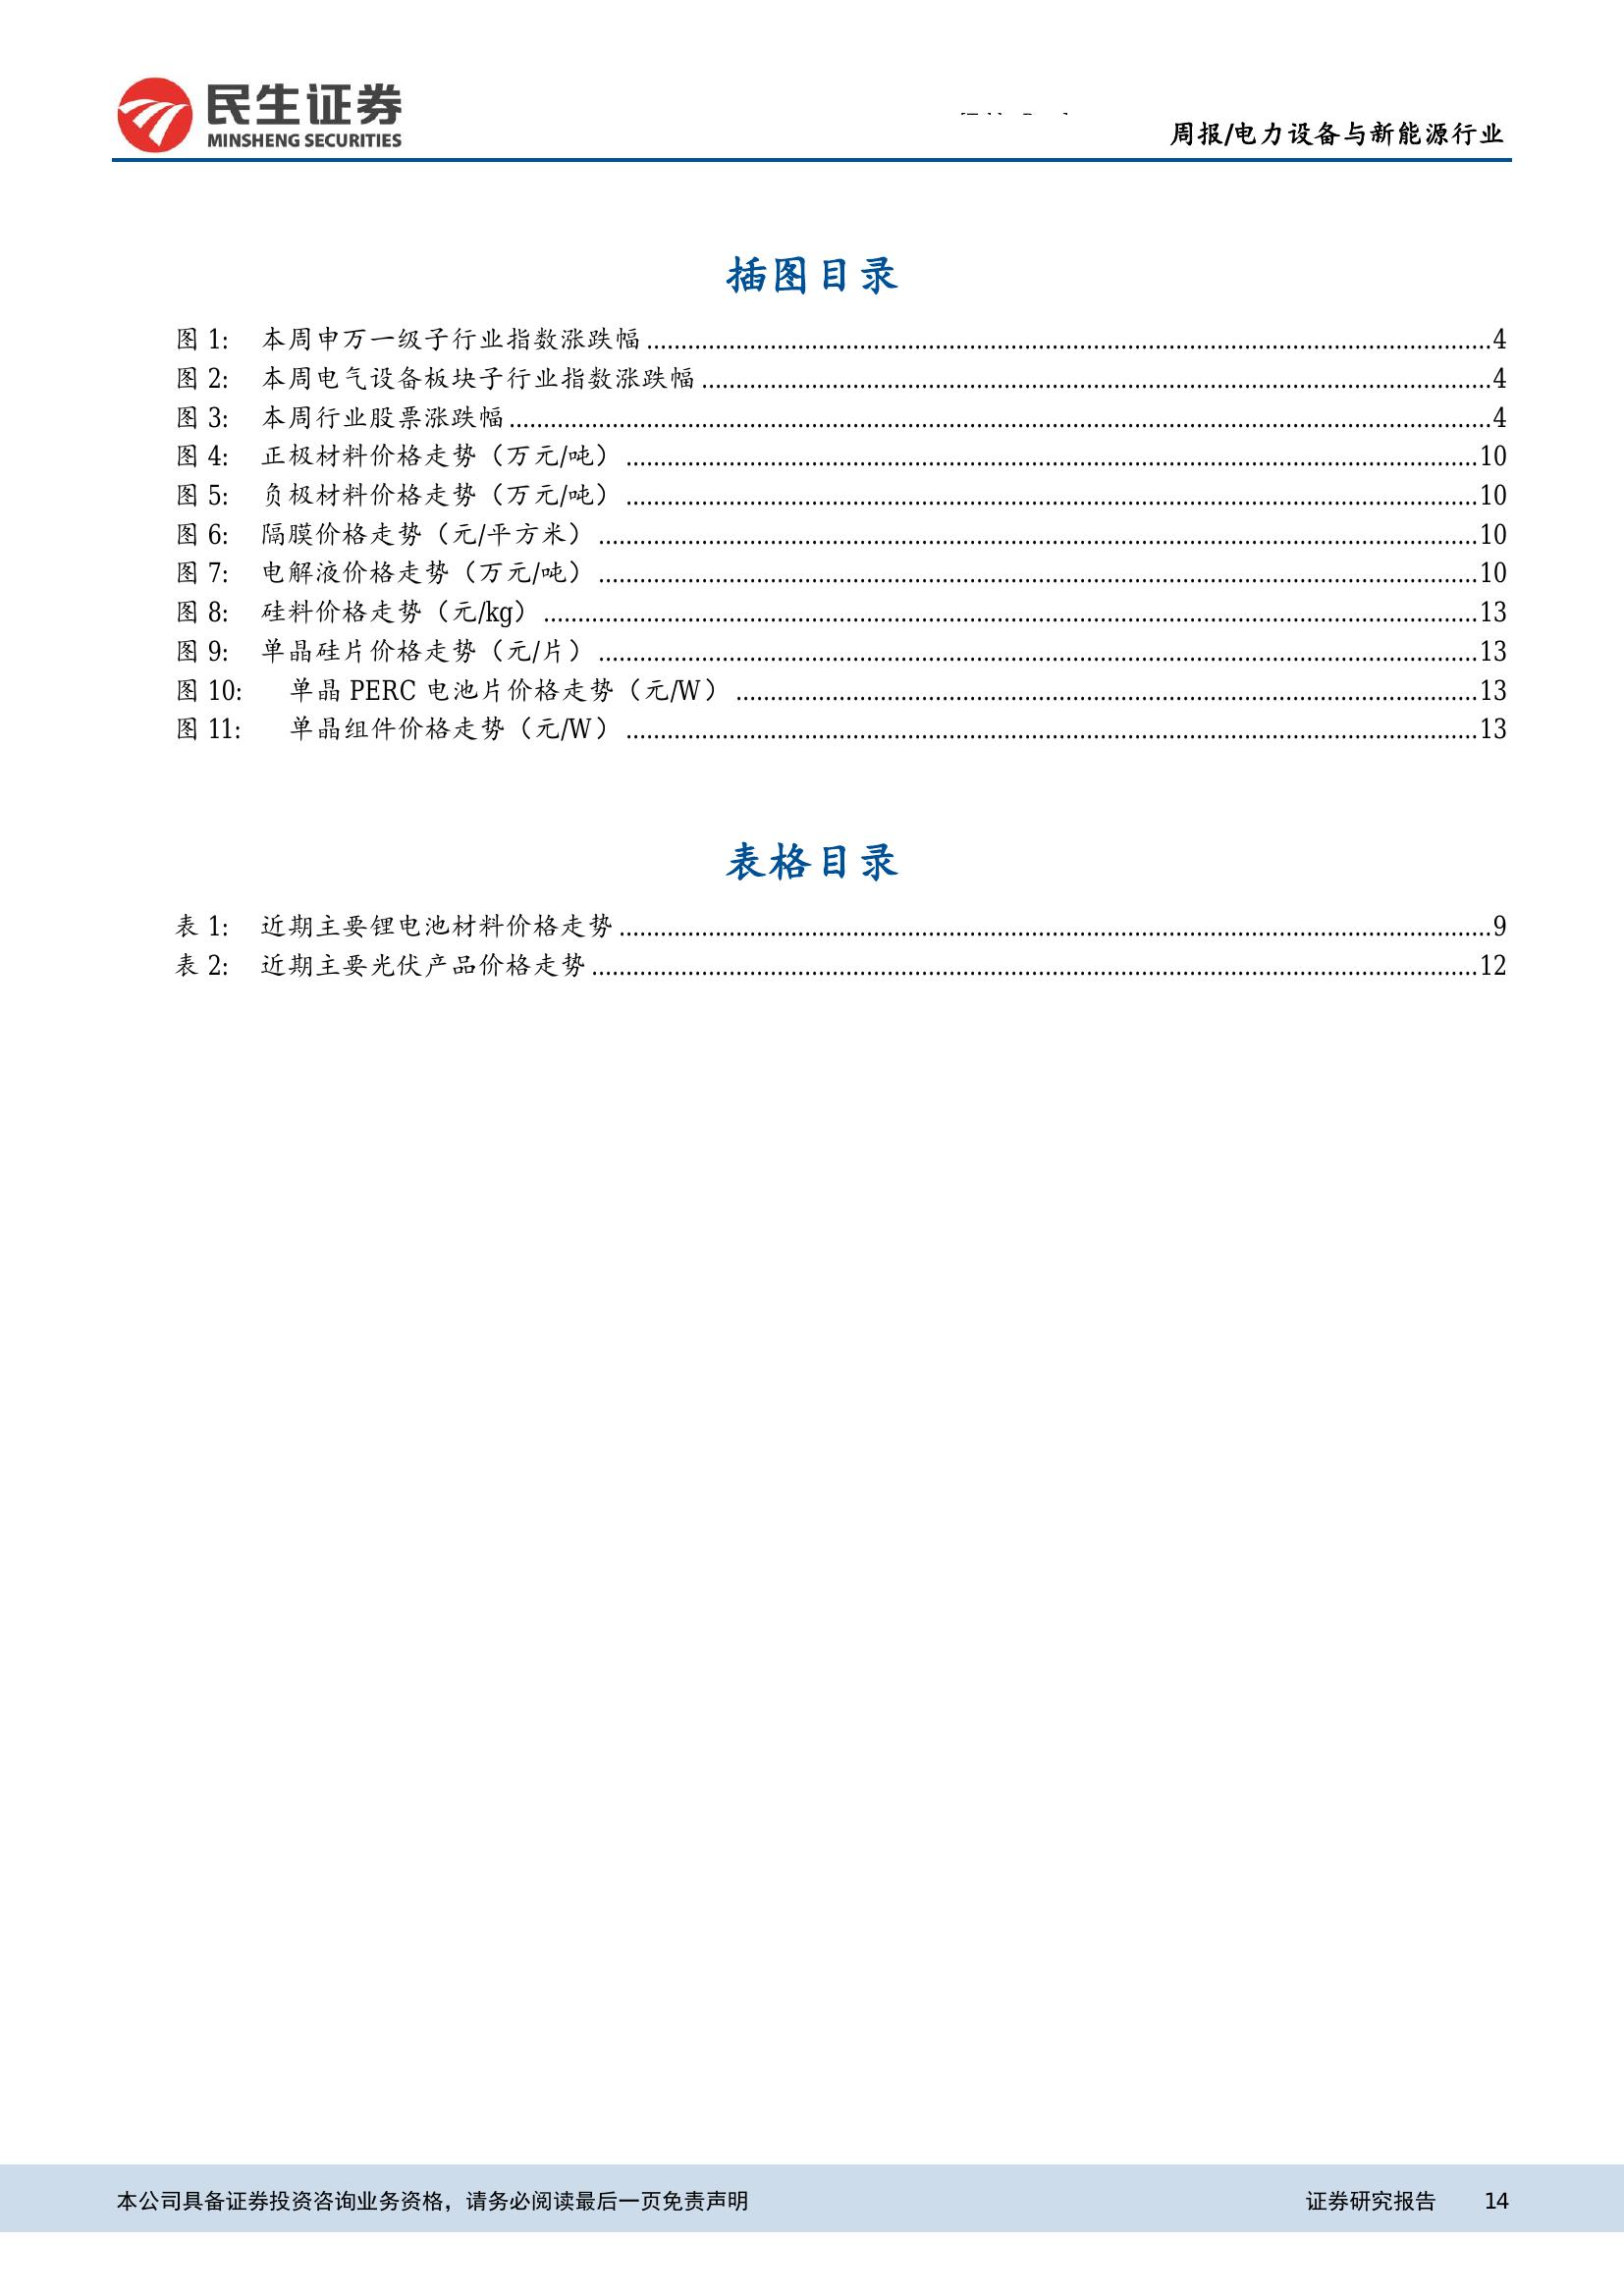 民生证券
MINSHENG SECURITIES
周报/电力设备与新能源行业
插图目录
图 1: 本周申万一级子行业指数涨跌幅 ........ 4
图 2: 本周电气设备板块子行业指数涨跌幅 ........ 4
图 3: 本周行业股票涨跌幅 ........ 4
图 4: 正极材料价格走势（万元/吨） ........ 10
图 5: 负极材料价格走势（万元/吨） ........ 10
图 6: 隔膜价格走势（元/平方米） ........ 10
图 7: 电解液价格走势（万元/吨） ........ 10
图 8: 硅料价格走势（元/kg） ........ 13
图 9: 单晶硅片价格走势（元/片） ........ 13
图 10: 单晶 PERC 电池片价格走势（元/W） ........ 13
图 11: 单晶组件价格走势（元/W） ........ 13
表格目录
表 1: 近期主要锂电池材料价格走势 ........ 9
表 2: 近期主要光伏产品价格走势 ........ 12
本公司具备证券投资咨询业务资格，请务必阅读最后一页免责声明 证券研究报告 14